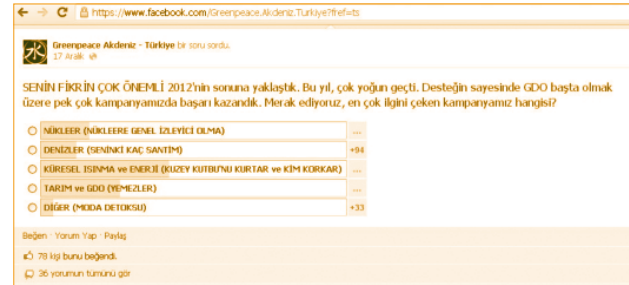 https://www.facebook.com/Greenpeace.Akdeniz.Turkiye?fref=ts
Greenpeace Akdeniz - Türkiye bir soru sordu.
17 Aralık
SENİN FİKRİN ÇOK ÖNEMLİ 2012'nin sonuna yaklaştık. Bu yıl, çok yoğun geçti. Desteğin sayesinde GDO başta olmak
üzere pek çok kampanyamızda başarı kazandık. Merak ediyoruz, en çok ilgini çeken kampanyamız hangisi?
NÜKLEER (NÜKLEERE GENEL İZLEYİCİ OLMA) ...
DENİZLER (SENİNKİ KAÇ SANTİM) +94
KÜRESEL ISINMA ve ENERJİ (KUZEY KUTBU'NU KURTAR ve KİM KORKAR) ...
TARIM ve GDO (YEMEZLER) ...
DİĞER (MODA DETOKSU) +33
Beğen · Yorum Yap · Paylaş
78 kişi bunu beğendi.
36 yorumun tümünü gör